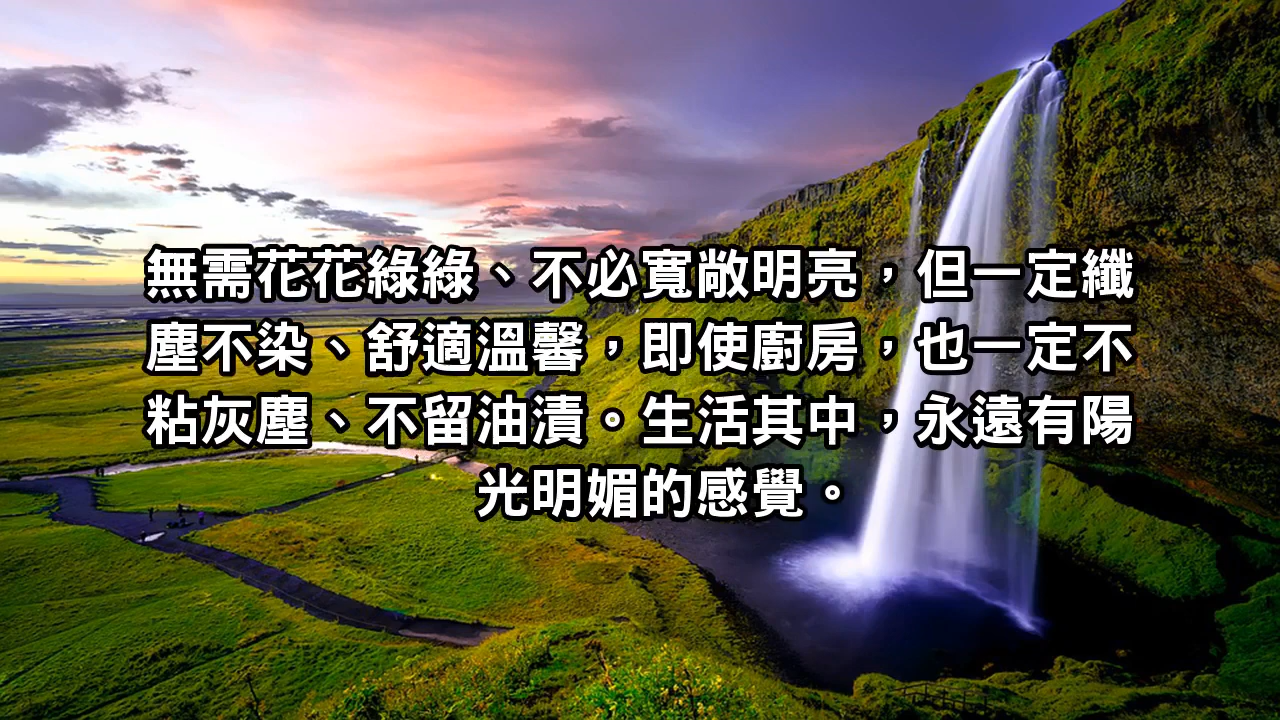 無需花花綠綠、不必寬敞明亮，但一定纖
塵不染、舒適溫馨，即使廚房，也一定不
粘灰塵、不留油漬。生活其中，永遠有陽
光明媚的感覺。